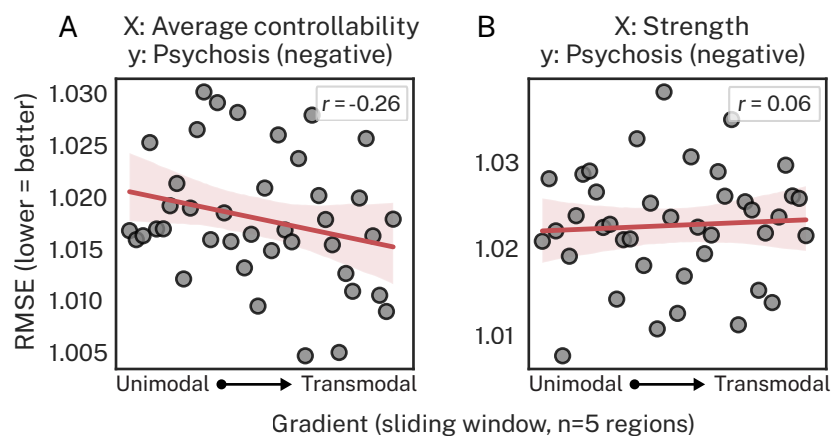 A
X: Average controllability
y: Psychosis (negative)
RMSE (lower = better)
1.030
1.025
1.020
1.015
1.010
1.005
r = -0.26
Unimodal
Transmodal
B
X: Strength
y: Psychosis (negative)
1.03
1.02
1.01
r = 0.06
Unimodal
Transmodal
Gradient (sliding window, n=5 regions)